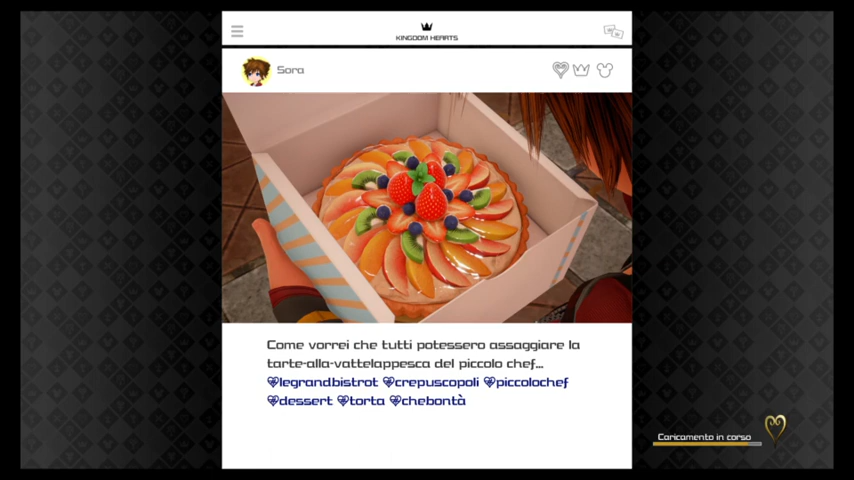 KINGDOM HEARTS
Sora
Come vorrei che tutti potessero assaggiare la
tarte-alla-vattelappesca del piccolo chef...
legrandbistrot crepuscopoli piccolochef
dessert torta chebontà
Caricamento in corso